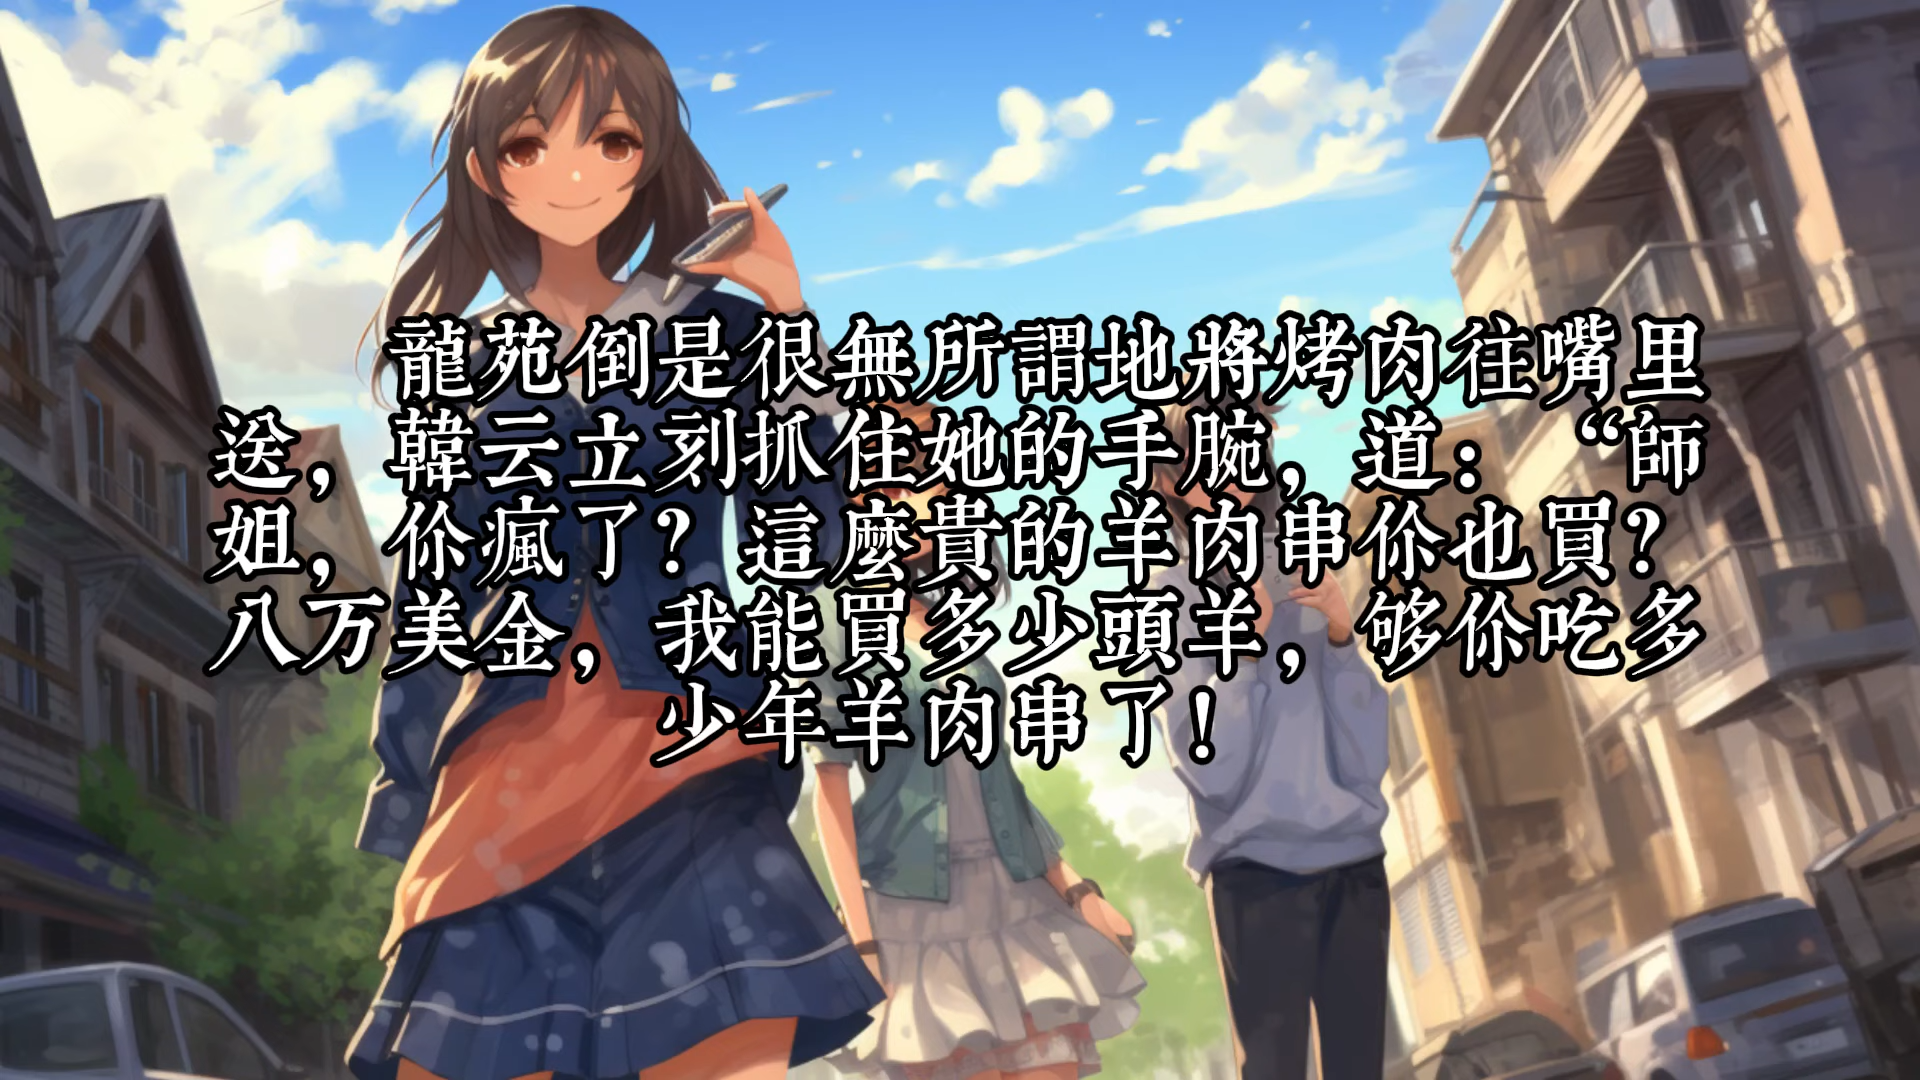 龍苑倒是很無所謂地將烤肉往嘴里
送，韓云立刻抓住她的手腕，道：“師
姐，你瘋了？這麼貴的羊肉串你也買？
八万美金，我能買多少頭羊，够你吃多
少年羊肉串了！